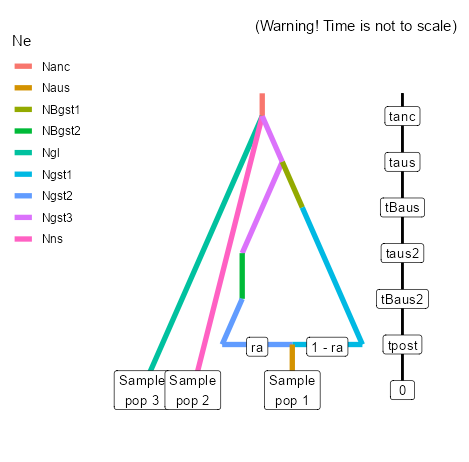 (Warning! Time is not to scale)
Ne
Nanc
Naus
NBgst1
NBgst2
Ngl
Ngst1
Ngst2
Ngst3
Nns
tanc
taus
tBaus
taus2
tBaus2
tpost
0
ra
1 - ra
Sample
pop 3
Sample
pop 2
Sample
pop 1